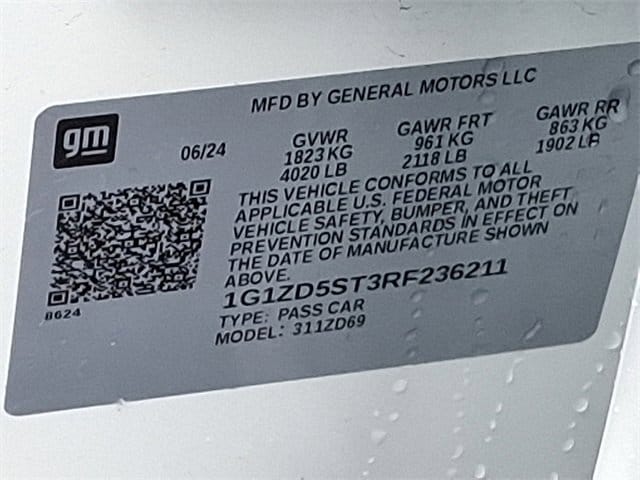 MFD BY GENERAL MOTORS LLC
gm
06/24
GVWR
1823 KG
4020 LB
GAWR FRT
961 KG
2118 LB
GAWR RR
863 KG
1902 LB
THIS VEHICLE CONFORMS TO ALL
APPLICABLE U.S. FEDERAL MOTOR
VEHICLE SAFETY, BUMPER, AND THEFT
PREVENTION STANDARDS IN EFFECT ON
THE DATE OF MANUFACTURE SHOWN
ABOVE.
1G1ZD5ST3RF236211
TYPE: PASS CAR
MODEL: 311ZD69
8624